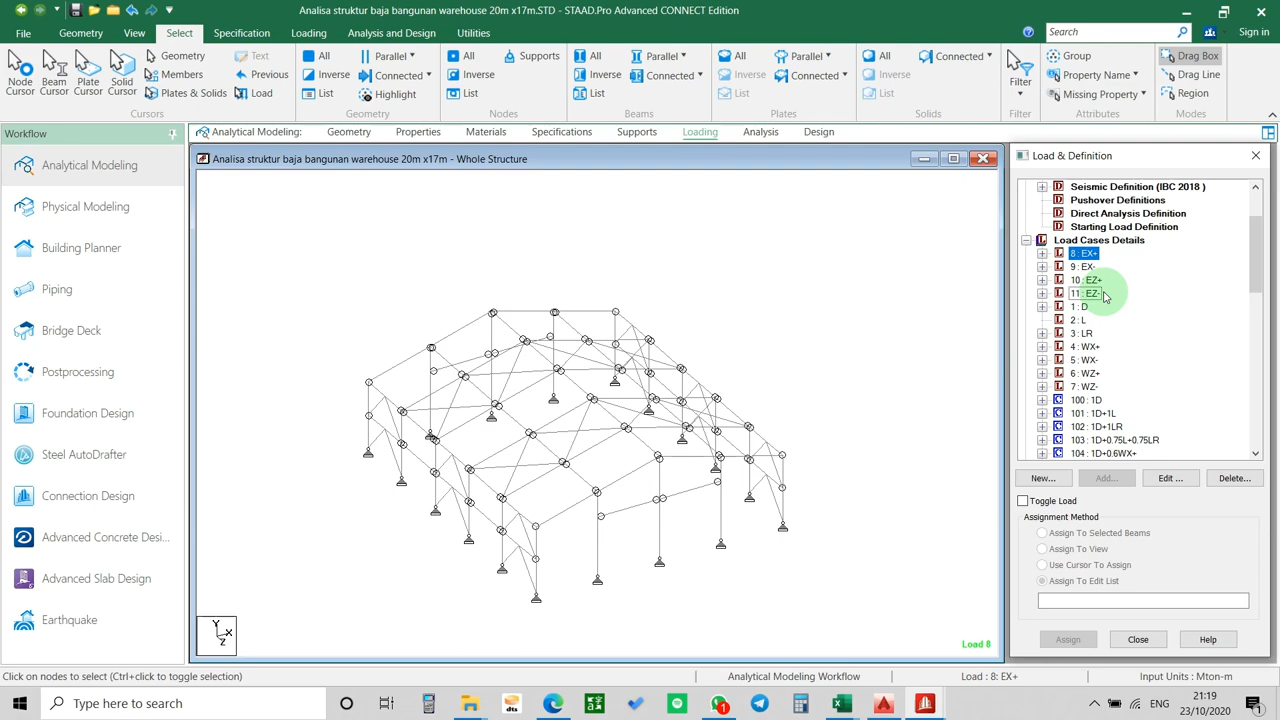 Analisa struktur baja bangunan warehouse 20m x17m.STD - STAAD.Pro Advanced CONNECT Edition
File Geometry View Select Specification Loading Analysis and Design Search Sign in
Node Cursor
Beam Cursor
Plate Cursor
Solid Cursor
Geometry
Members
Plates & Solids
Text
Previous
Load
Cursors
All
Inverse
List
Parallel
Connected
Highlight
Geometry
All
Inverse
List
Supports
Nodes
All
Inverse
List
Parallel
Connected
Beams
All
Inverse
List
Parallel
Connected
Plates
All
Inverse
List
Connected
Solids
Filter
Filter
Group
Property Name
Missing Property
Attributes
Drag Box
Drag Line
Region
Modes
Workflow
Analytical Modeling
Physical Modeling
Building Planner
Piping
Bridge Deck
Postprocessing
Foundation Design
Steel AutoDrafter
Connection Design
Advanced Concrete Desi...
Advanced Slab Design
Earthquake
Analytical Modeling: Geometry Properties Materials Specifications Supports Loading Analysis Design
Analisa struktur baja bangunan warehouse 20m x17m - Whole Structure
Y
X
Z
Load 8
Load & Definition
Seismic Definition (IBC 2018 )
Pushover Definitions
Direct Analysis Definition
Starting Load Definition
Load Cases Details
8 : EX+
9 : EX-
10 : EZ+
11 : EZ-
1 : D
2 : L
3 : LR
4 : WX+
5 : WX-
6 : WZ+
7 : WZ-
100 : 1D
101 : 1D+1L
102 : 1D+1LR
103 : 1D+0.75L+0.75LR
104 : 1D+0.6WX+
New... Add... Edit ... Delete...
Toggle Load
Assignment Method
Assign To Selected Beams
Assign To View
Use Cursor To Assign
Assign To Edit List
Assign Close Help
Click on nodes to select (Ctrl+click to toggle selection) Analytical Modeling Workflow Load : 8: EX+ Input Units: Mton-m
Type here to search
dts
1
ENG
21:19
23/10/2020
1